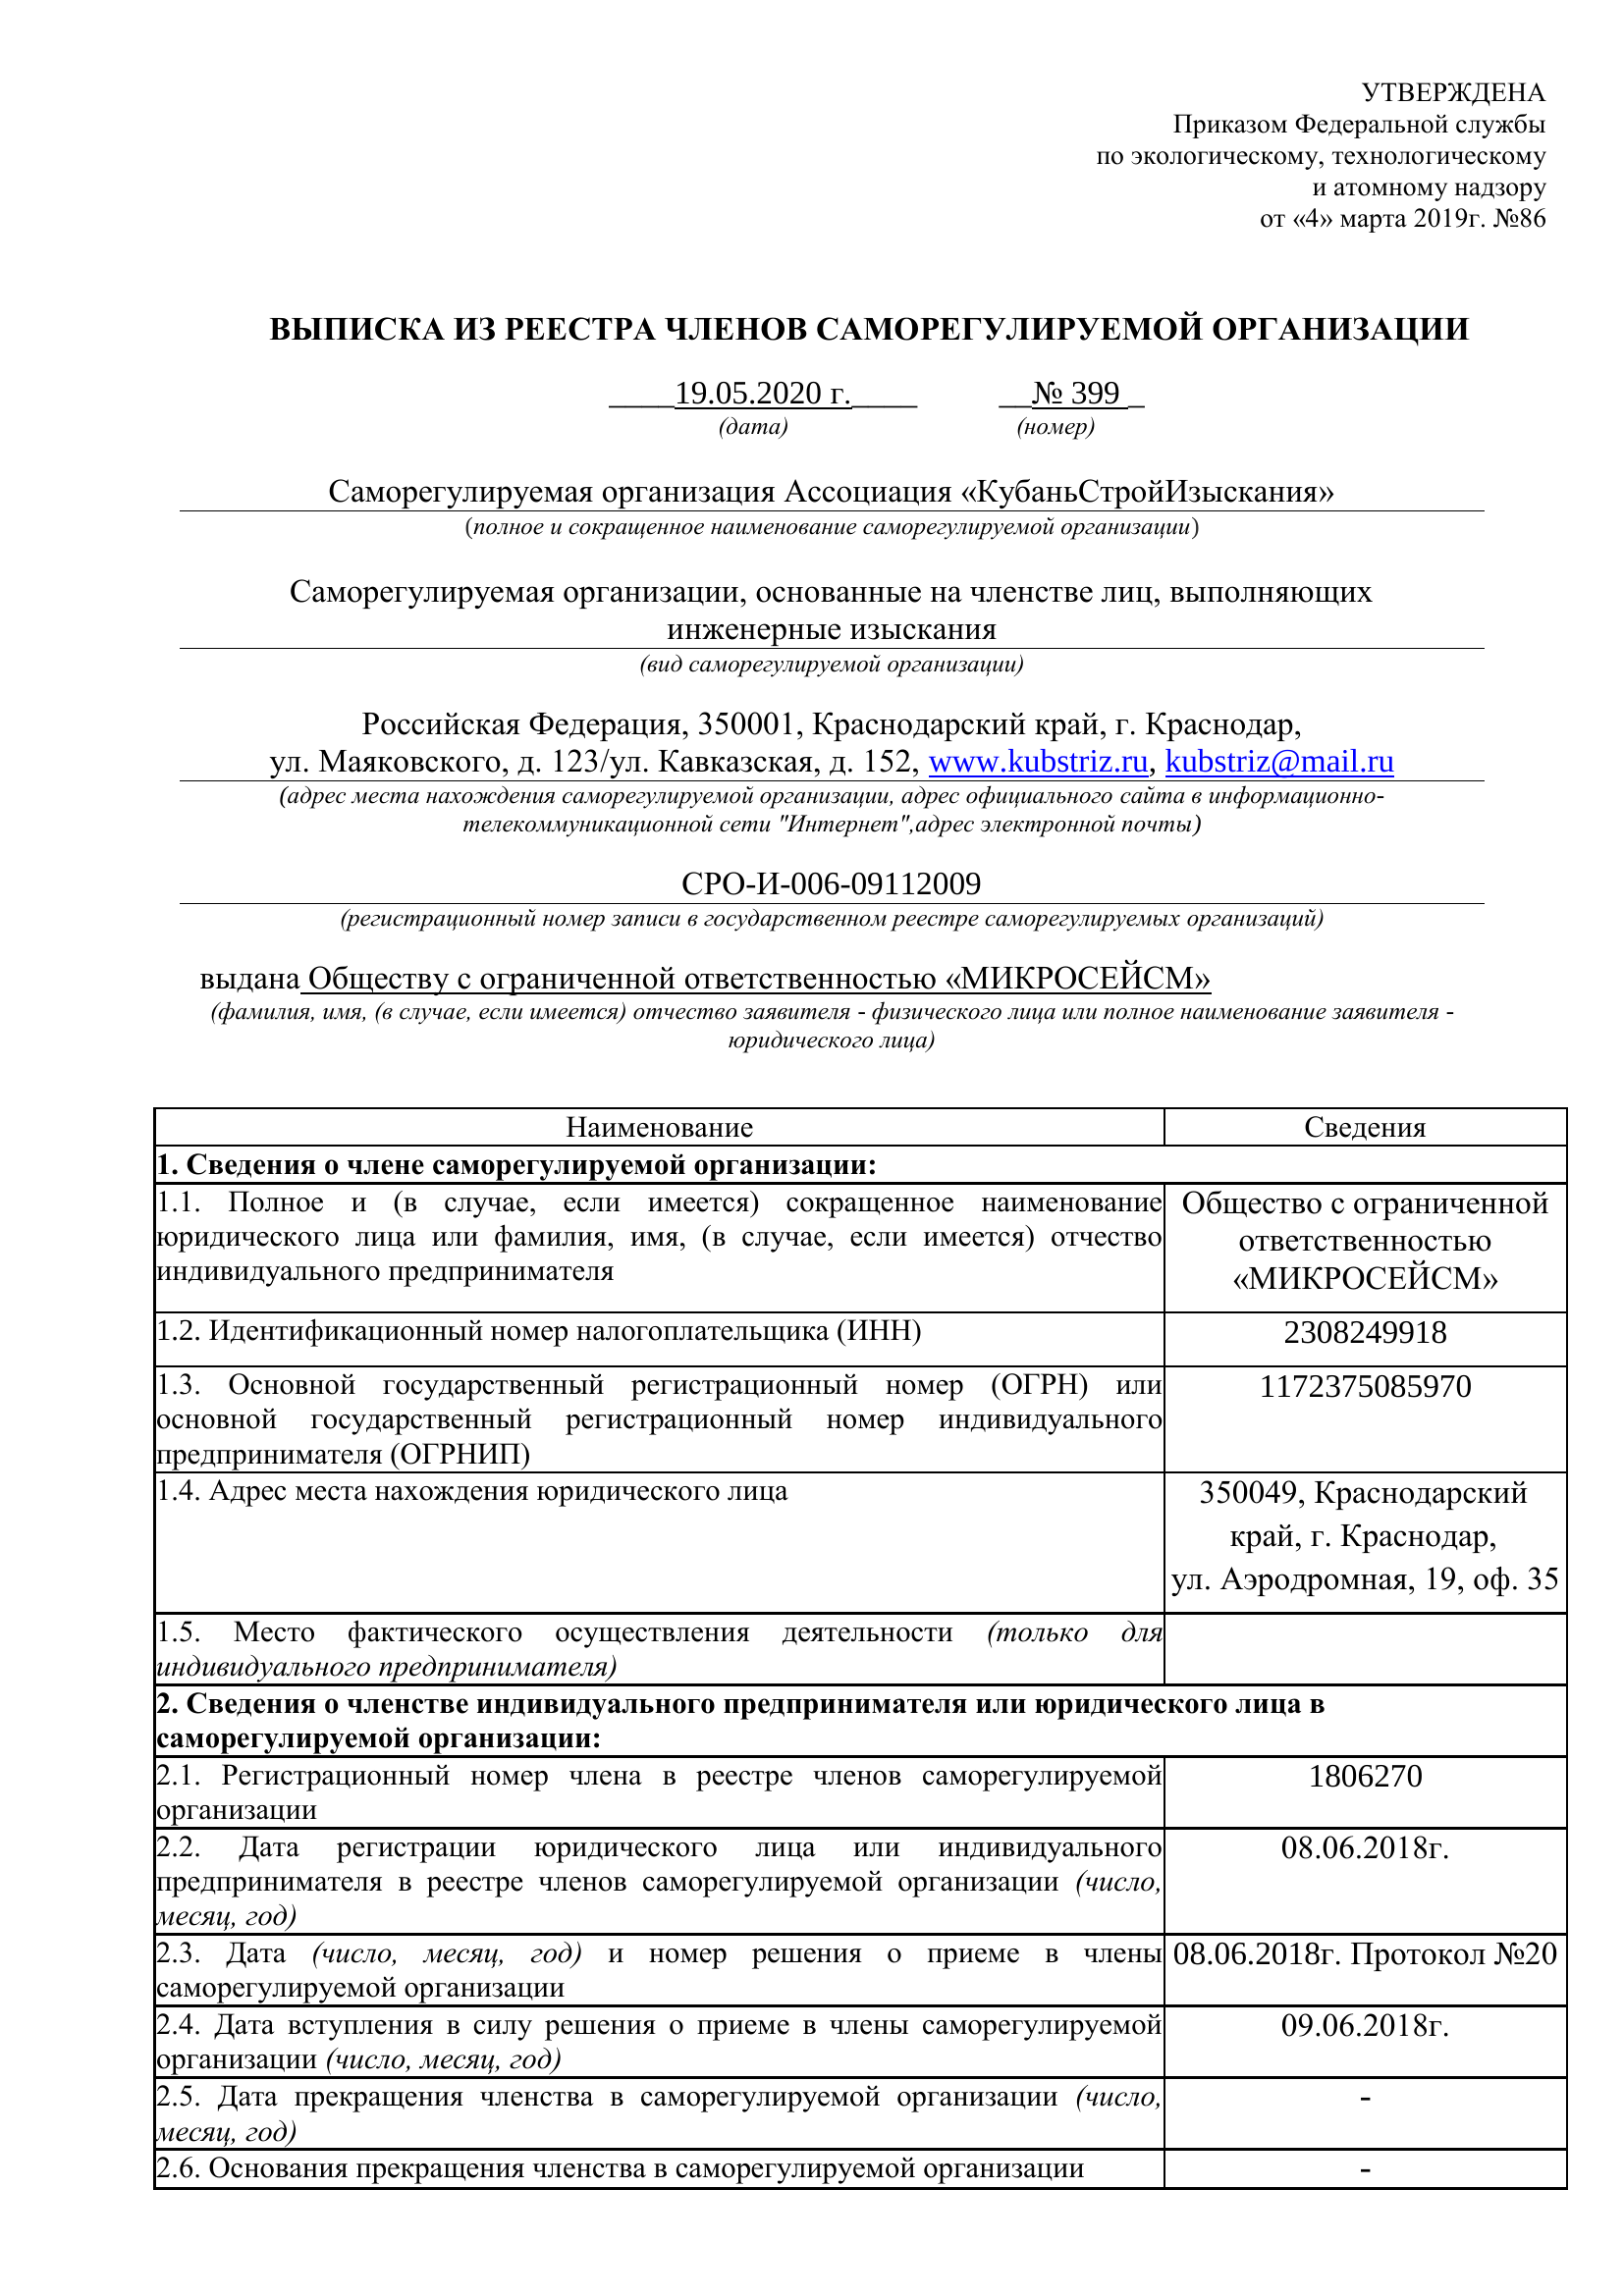 УТВЕРЖДЕНА
Приказом Федеральной службы
по экологическому, технологическому
и атомному надзору
от «4» марта 2019г. №86
ВЫПИСКА ИЗ РЕЕСТРА ЧЛЕНОВ САМОРЕГУЛИРУЕМОЙ ОРГАНИЗАЦИИ
____19.05.2020 г.____ __№ 399 _
(дата) (номер)
Саморегулируемая организация Ассоциация «КубаньСтройИзыскания»
(полное и сокращенное наименование саморегулируемой организации)
Саморегулируемая организации, основанные на членстве лиц, выполняющих
инженерные изыскания
(вид саморегулируемой организации)
Российская Федерация, 350001, Краснодарский край, г. Краснодар,
ул. Маяковского, д. 123/ул. Кавказская, д. 152, www.kubstriz.ru, kubstriz@mail.ru
(адрес места нахождения саморегулируемой организации, адрес официального сайта в информационно-
телекоммуникационной сети "Интернет",адрес электронной почты)
СРО-И-006-09112009
(регистрационный номер записи в государственном реестре саморегулируемых организаций)
выдана Обществу с ограниченной ответственностью «МИКРОСЕЙСМ»
(фамилия, имя, (в случае, если имеется) отчество заявителя - физического лица или полное наименование заявителя -
юридического лица)
Наименование Сведения
1. Сведения о члене саморегулируемой организации:
1.1. Полное и (в случае, если имеется) сокращенное наименование
юридического лица или фамилия, имя, (в случае, если имеется) отчество
индивидуального предпринимателя
Общество с ограниченной
ответственностью
«МИКРОСЕЙСМ»
1.2. Идентификационный номер налогоплательщика (ИНН) 2308249918
1.3. Основной государственный регистрационный номер (ОГРН) или
основной государственный регистрационный номер индивидуального
предпринимателя (ОГРНИП)
1172375085970
1.4. Адрес места нахождения юридического лица
350049, Краснодарский
край, г. Краснодар,
ул. Аэродромная, 19, оф. 35
1.5. Место фактического осуществления деятельности (только для
индивидуального предпринимателя)
2. Сведения о членстве индивидуального предпринимателя или юридического лица в
саморегулируемой организации:
2.1. Регистрационный номер члена в реестре членов саморегулируемой
организации
1806270
2.2. Дата регистрации юридического лица или индивидуального
предпринимателя в реестре членов саморегулируемой организации (число,
месяц, год)
08.06.2018г.
2.3. Дата (число, месяц, год) и номер решения о приеме в члены
саморегулируемой организации
08.06.2018г. Протокол №20
2.4. Дата вступления в силу решения о приеме в члены саморегулируемой
организации (число, месяц, год)
09.06.2018г.
2.5. Дата прекращения членства в саморегулируемой организации (число,
месяц, год)
-
2.6. Основания прекращения членства в саморегулируемой организации -